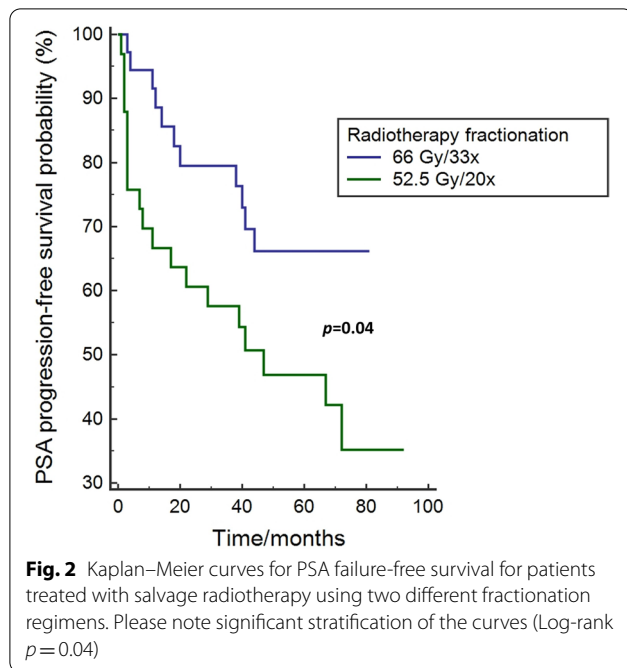 100
90
80
70
60
50
40
30
PSA progression-free survival probability (%)
Radiotherapy fractionation
66 Gy/33x
52.5 Gy/20x
p=0.04
0 20 40 60 80 100
Time/months
Fig. 2 Kaplan–Meier curves for PSA failure-free survival for patients
treated with salvage radiotherapy using two different fractionation
regimens. Please note significant stratification of the curves (Log-rank
p = 0.04)